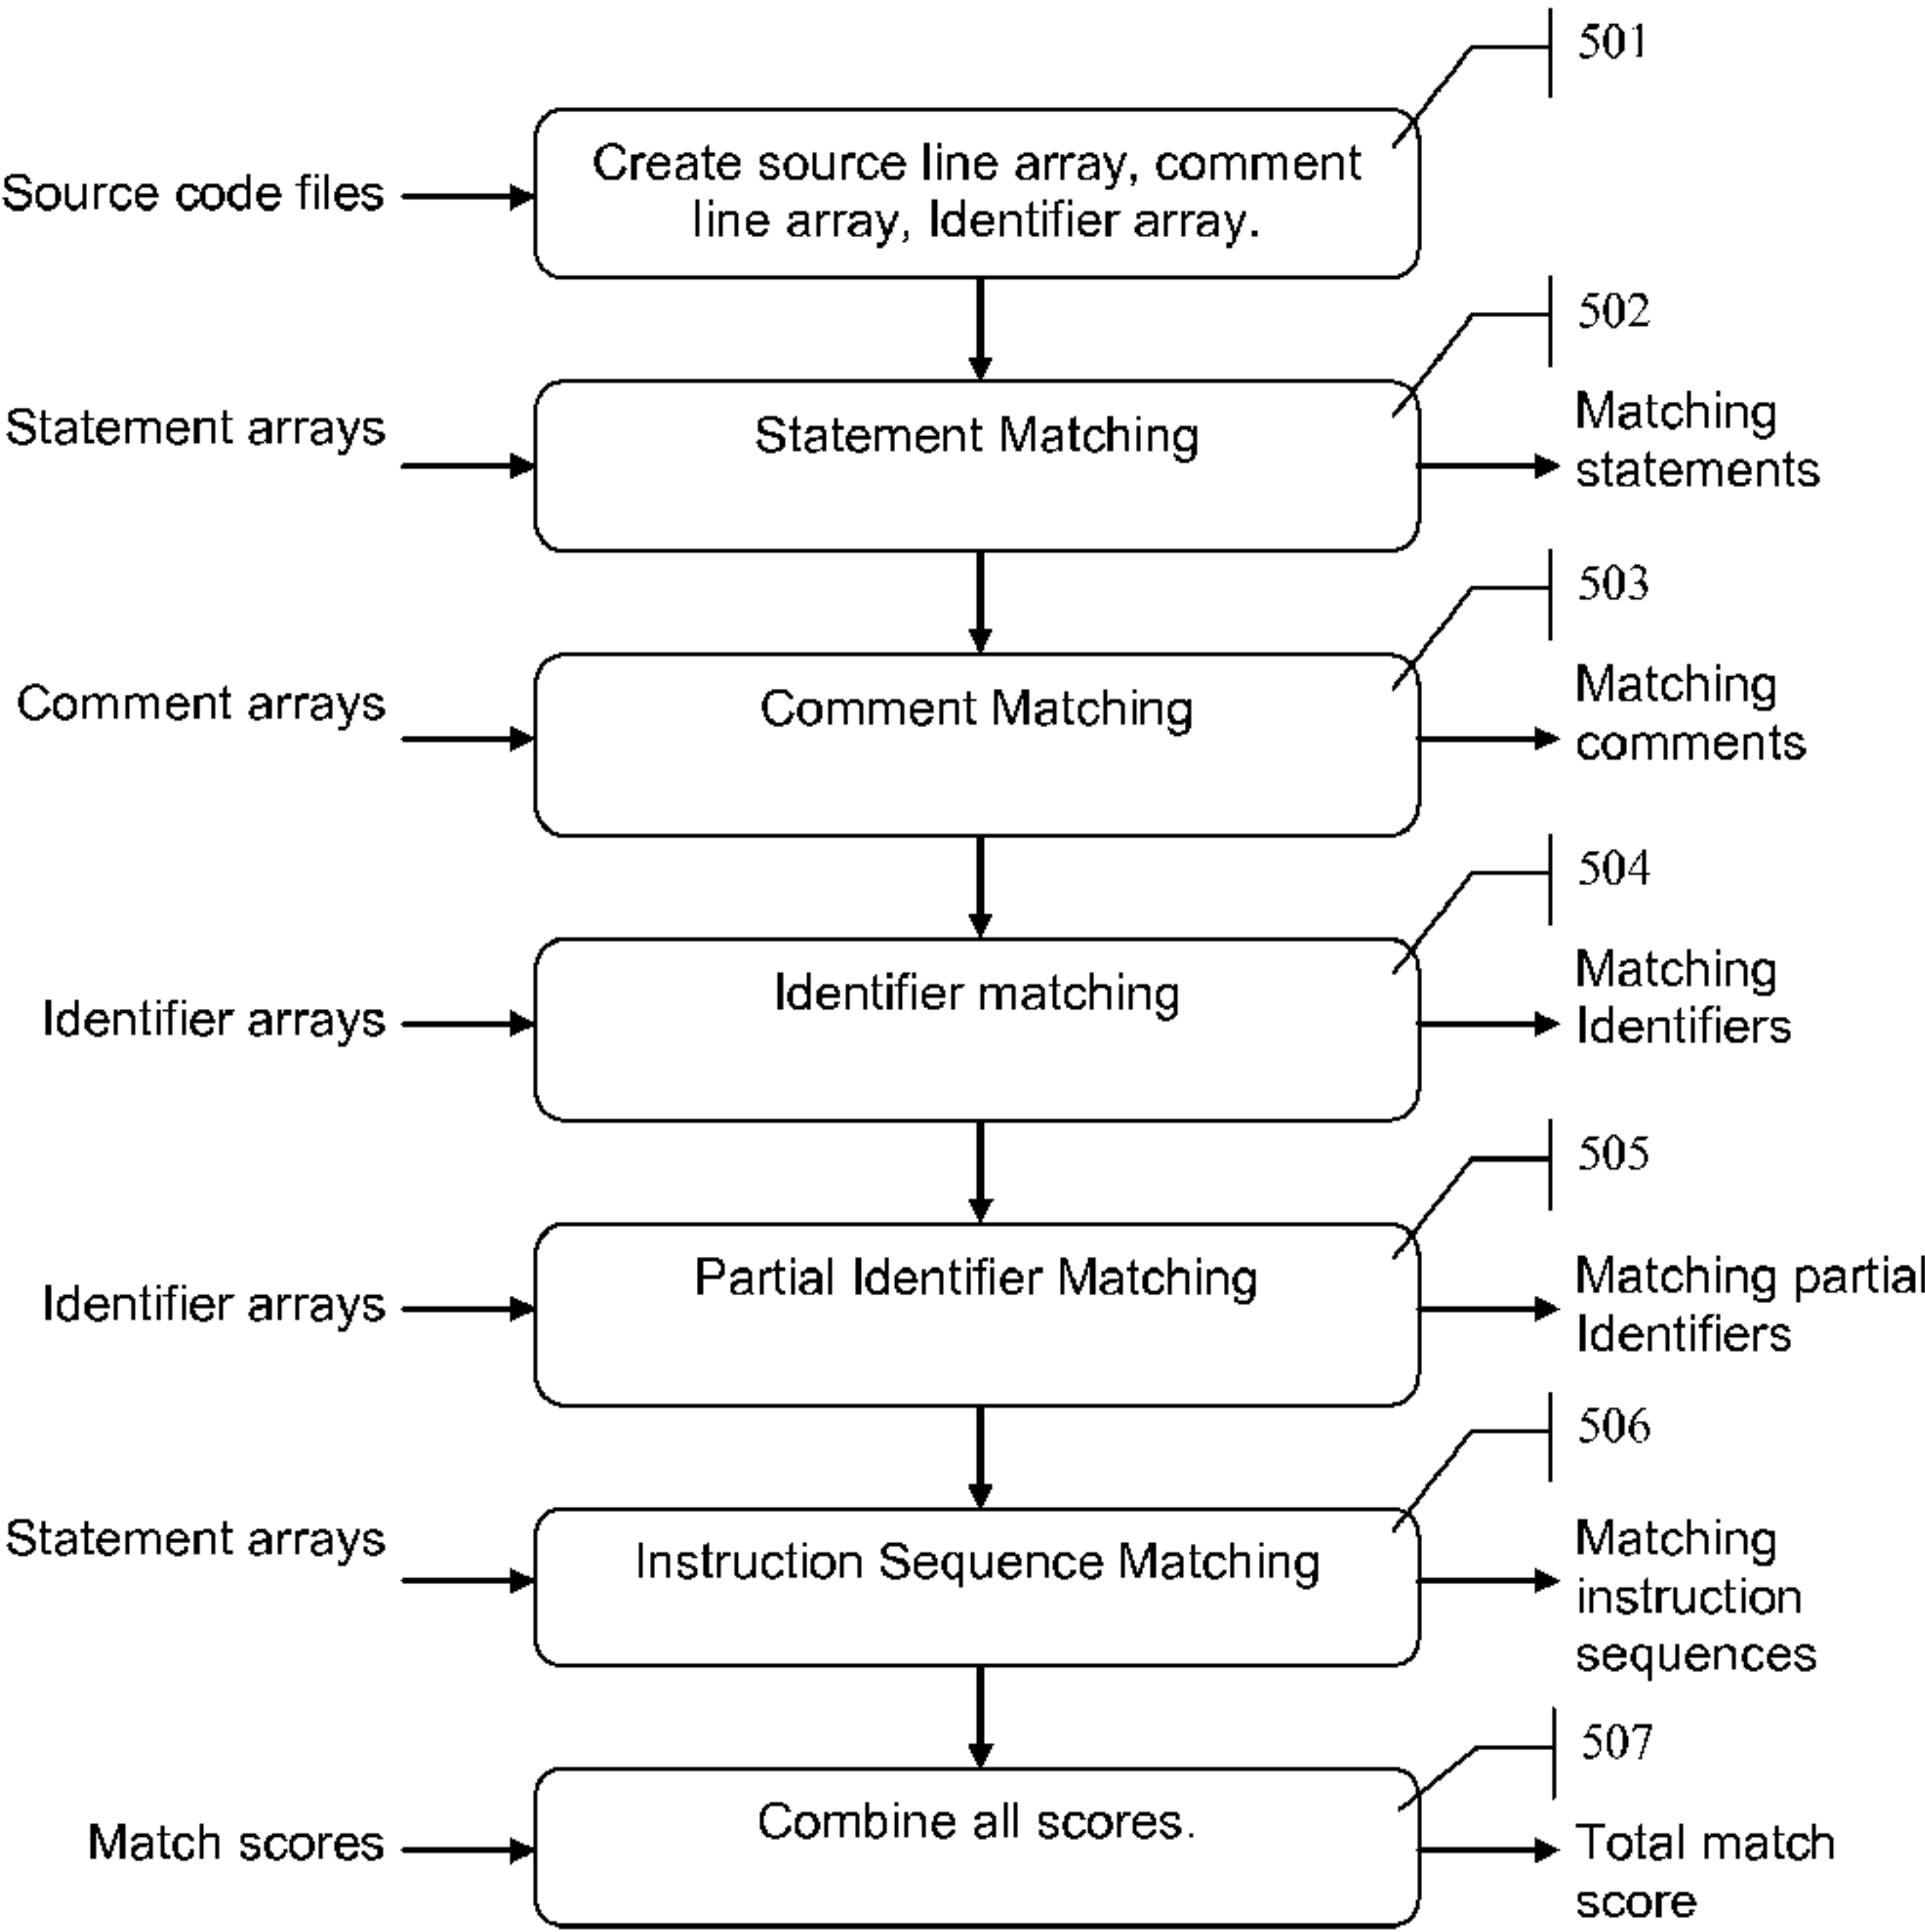 501
Source code files
Create source line array, comment
line array, Identifier array.
502
Statement arrays
Statement Matching
Matching
statements
503
Comment arrays
Comment Matching
Matching
comments
504
Identifier arrays
Identifier matching
Matching
Identifiers
505
Identifier arrays
Partial Identifier Matching
Matching partial
Identifiers
506
Statement arrays
Instruction Sequence Matching
Matching
instruction
sequences
507
Match scores
Combine all scores.
Total match
score